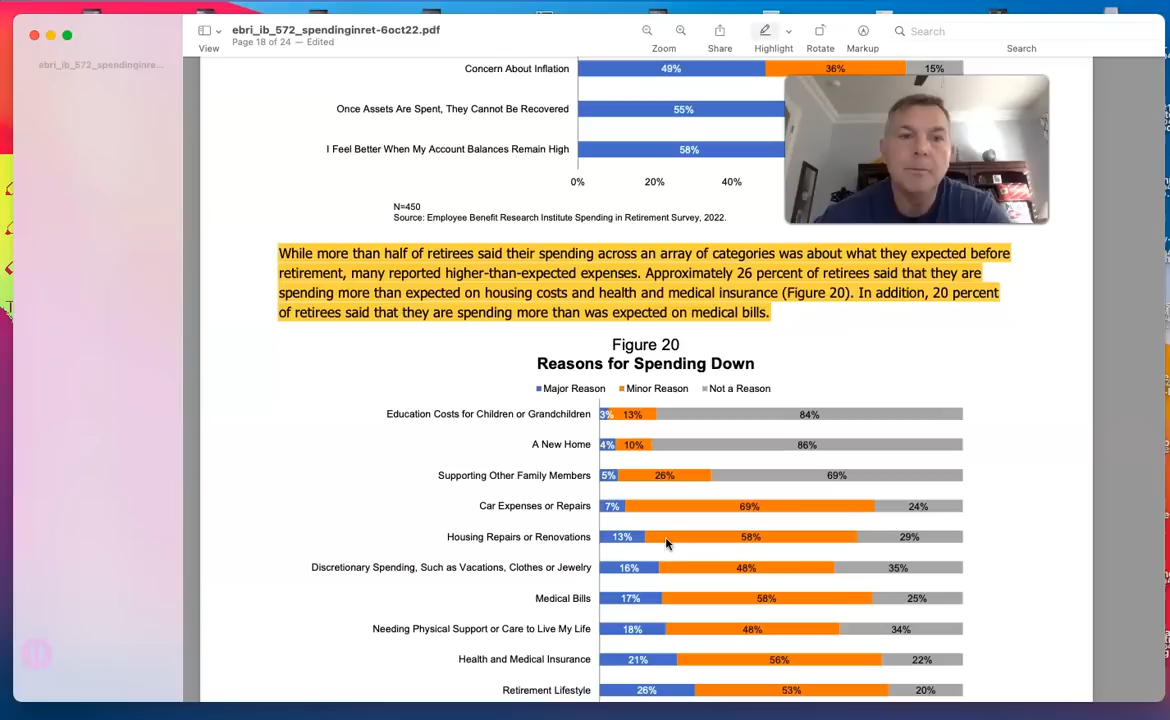 ebri_ib_572_spendinginret-6oct22.pdf
Page 18 of 24 — Edited
View
Zoom
Share
Highlight
Rotate
Markup
Search
Search
ebri_ib_572_spendinginre...
Concern About Inflation 49% 36% 15%
Once Assets Are Spent, They Cannot Be Recovered 55%
I Feel Better When My Account Balances Remain High 58%
0% 20% 40%
N=450
Source: Employee Benefit Research Institute Spending in Retirement Survey, 2022.
While more than half of retirees said their spending across an array of categories was about what they expected before
retirement, many reported higher-than-expected expenses. Approximately 26 percent of retirees said that they are
spending more than expected on housing costs and health and medical insurance (Figure 20). In addition, 20 percent
of retirees said that they are spending more than was expected on medical bills.
Figure 20
Reasons for Spending Down
Major Reason Minor Reason Not a Reason
Education Costs for Children or Grandchildren 3% 13% 84%
A New Home 4% 10% 86%
Supporting Other Family Members 5% 26% 69%
Car Expenses or Repairs 7% 69% 24%
Housing Repairs or Renovations 13% 58% 29%
Discretionary Spending, Such as Vacations, Clothes or Jewelry 16% 48% 35%
Medical Bills 17% 58% 25%
Needing Physical Support or Care to Live My Life 18% 48% 34%
Health and Medical Insurance 21% 56% 22%
Retirement Lifestyle 26% 53% 20%